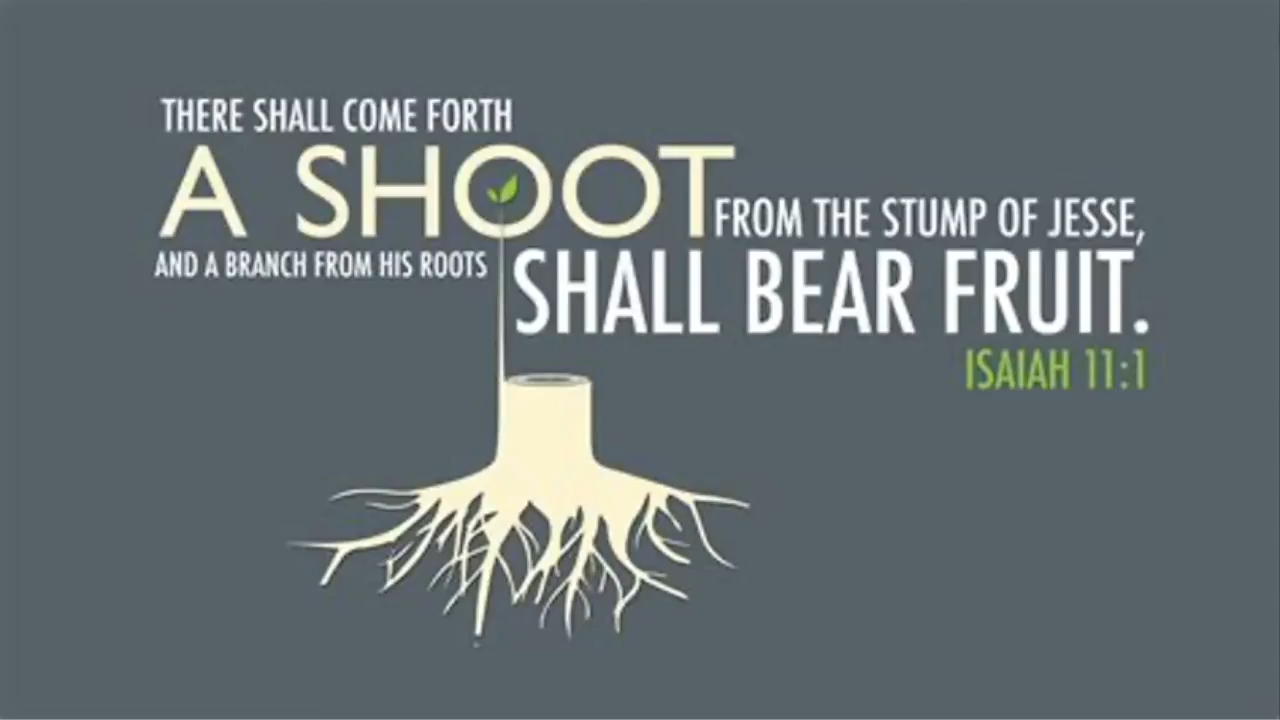 THERE SHALL COME FORTH
A SHOOT FROM THE STUMP OF JESSE,
AND A BRANCH FROM HIS ROOTS
SHALL BEAR FRUIT.
ISAIAH 11:1